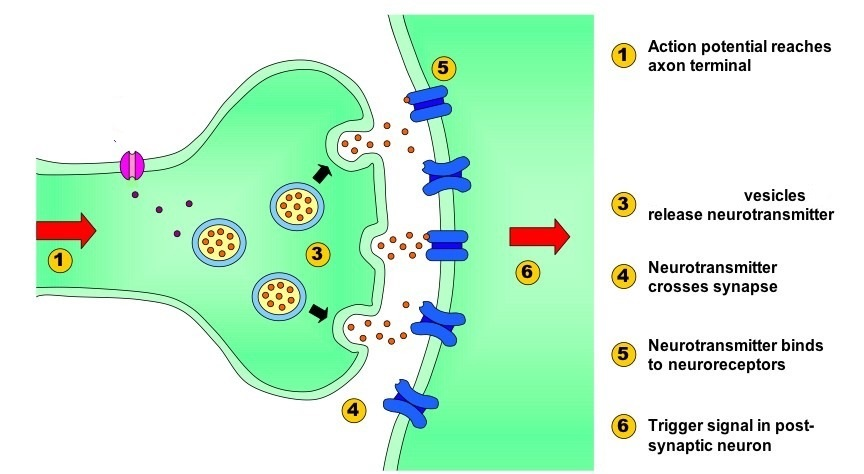 1 Action potential reaches
axon terminal
3 vesicles
release neurotransmitter
4 Neurotransmitter
crosses synapse
5 Neurotransmitter binds
to neuroreceptors
6 Trigger signal in post-
synaptic neuron
1
3
4
5
6